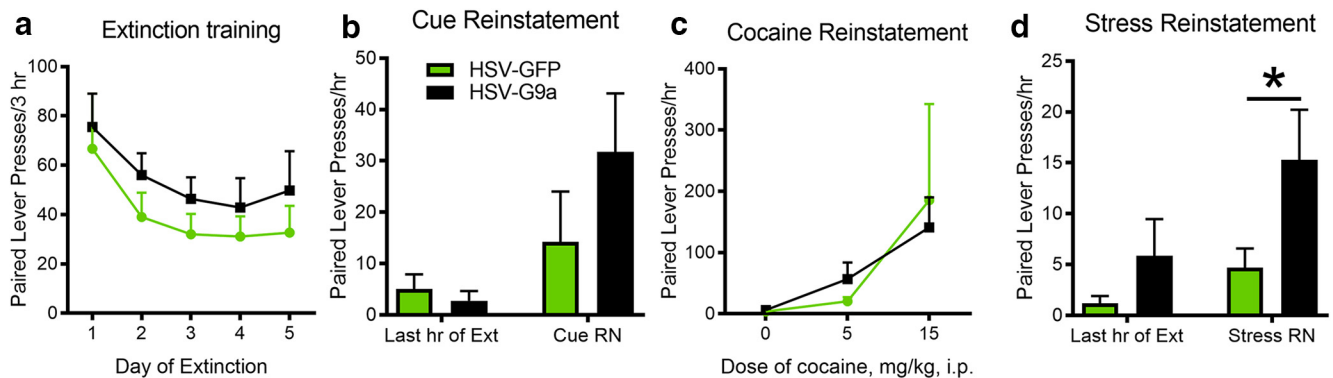 a
Extinction training
Paired Lever Presses/3 hr
100
80
60
40
20
0
1 2 3 4 5
Day of Extinction
b
Cue Reinstatement
HSV-GFP
HSV-G9a
Paired Lever Presses/hr
50
40
30
20
10
0
Last hr of Ext Cue RN
c
Cocaine Reinstatement
Paired Lever Presses/hr
400
300
200
100
0
0 5 15
Dose of cocaine, mg/kg, i.p.
d
Stress Reinstatement
*
Paired Lever Presses/hr
25
20
15
10
5
0
Last hr of Ext Stress RN